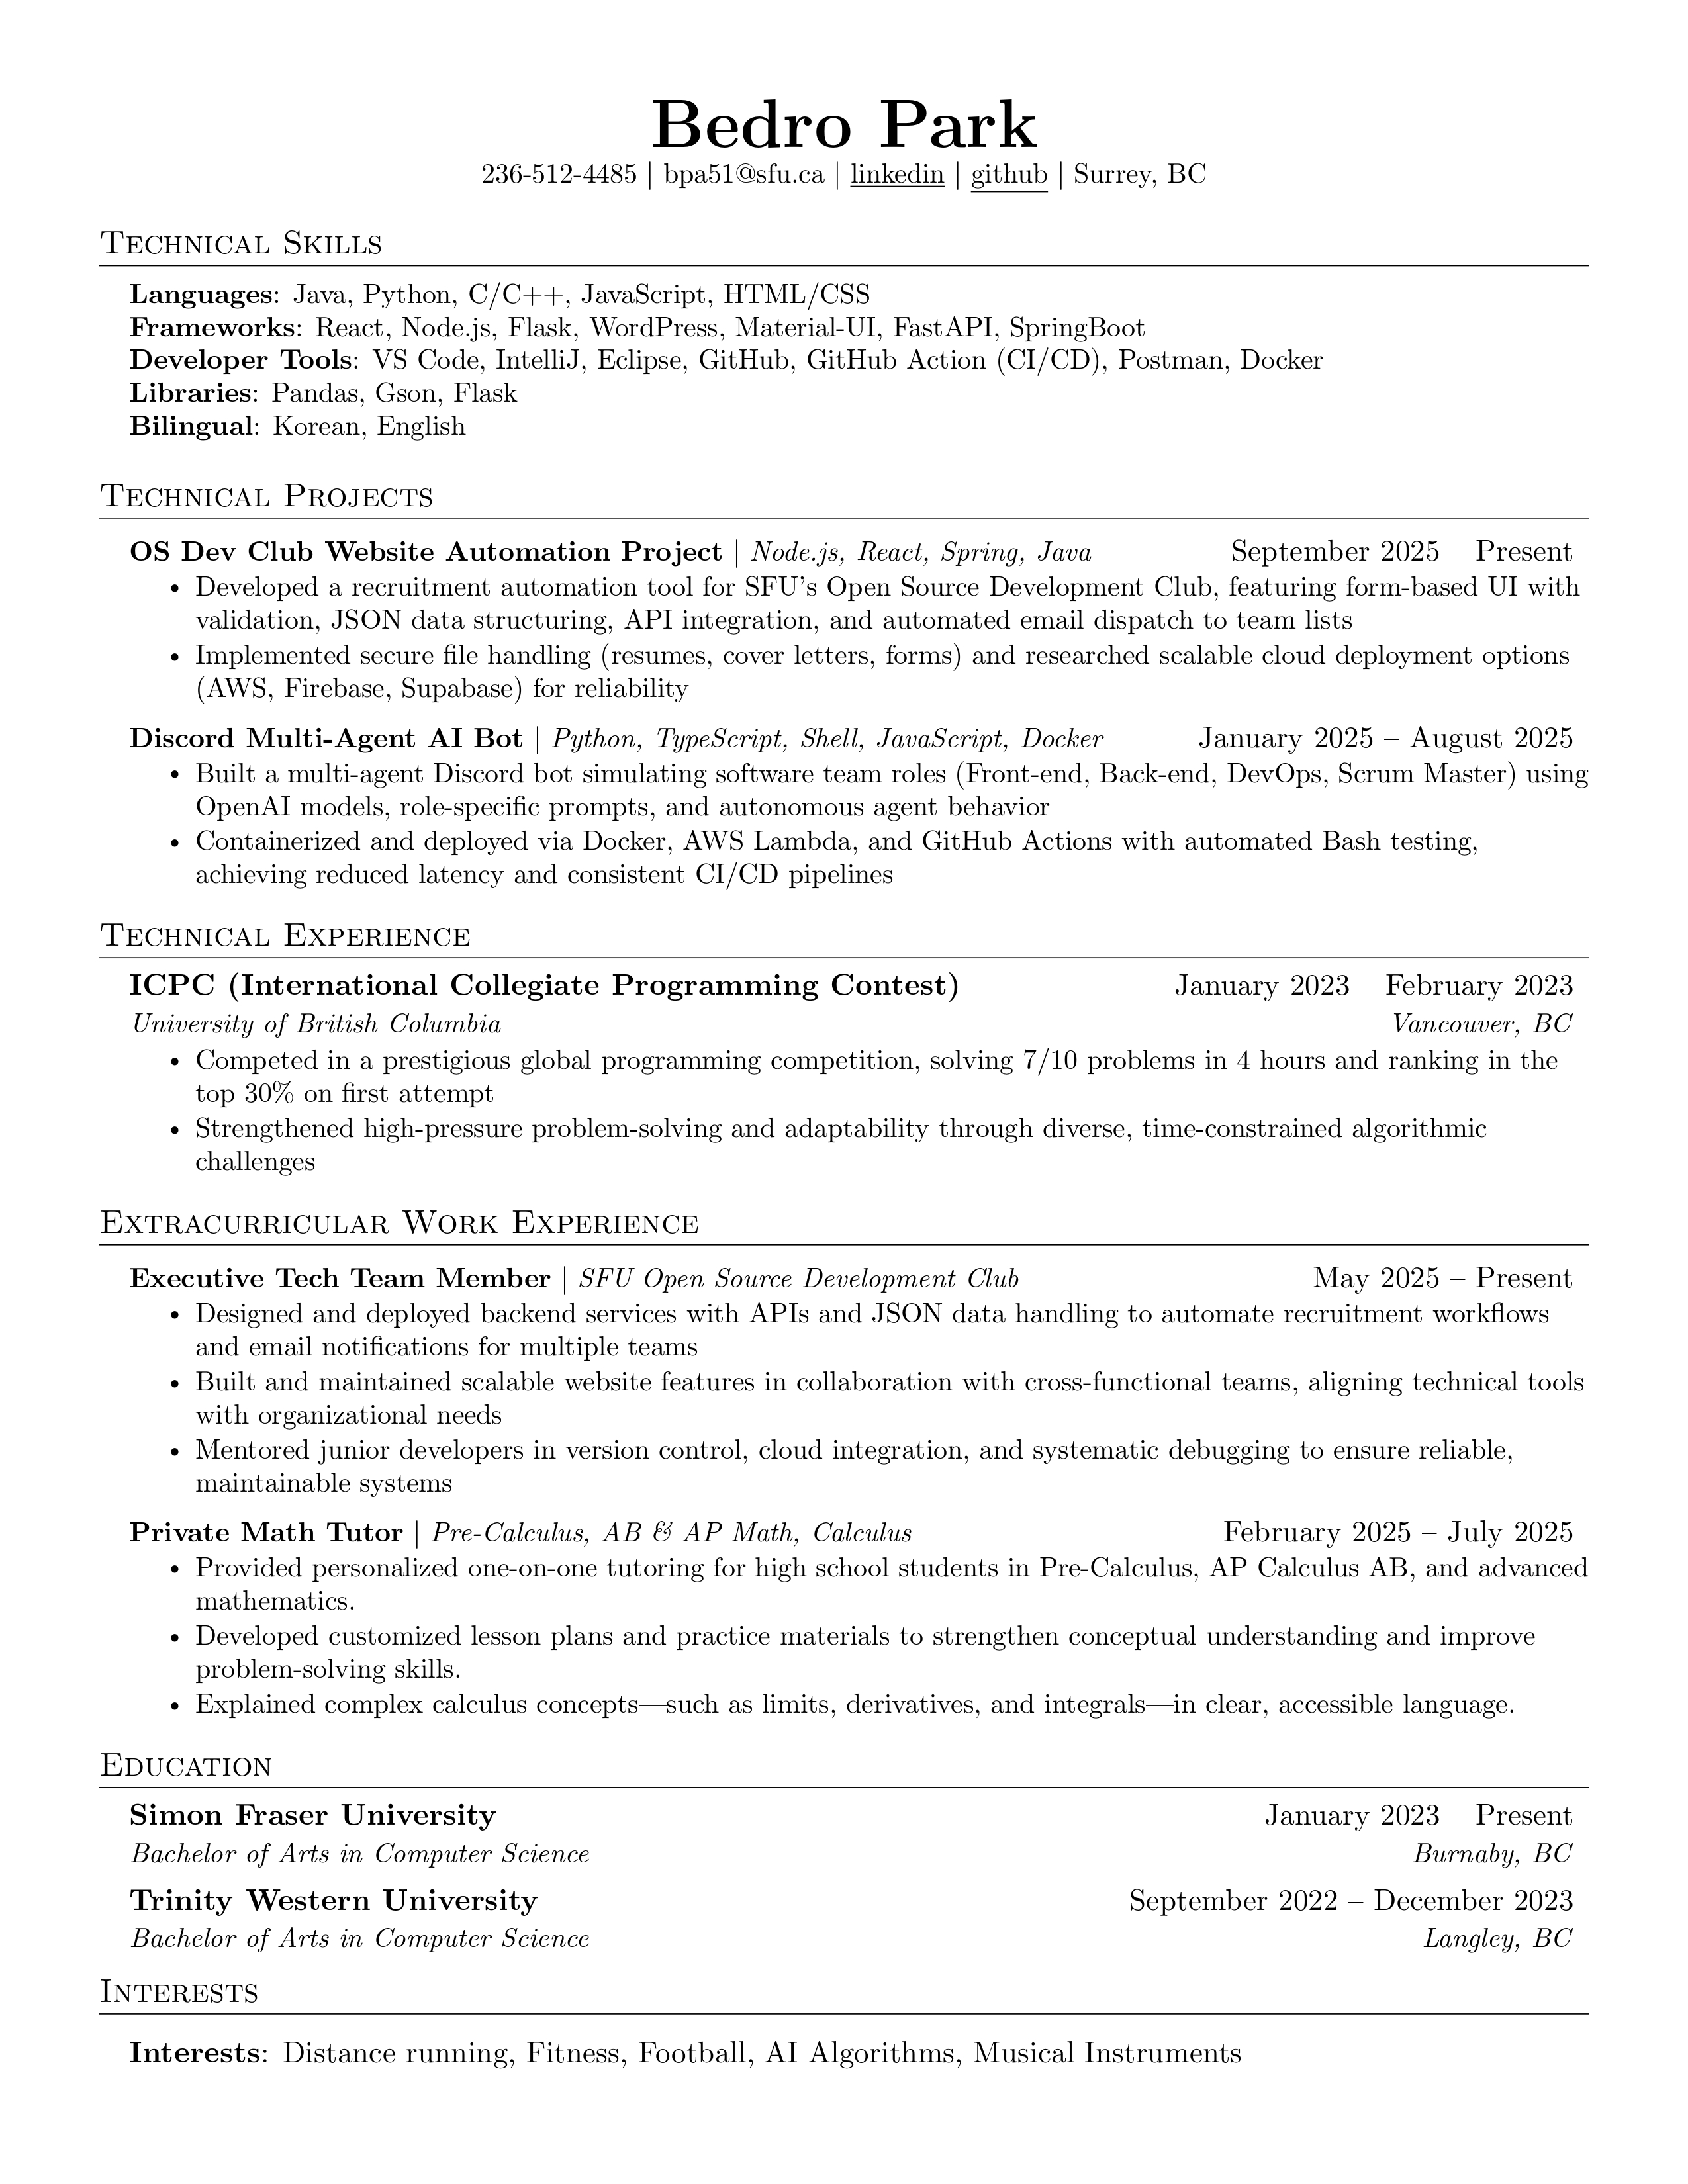 Bedro Park
236-512-4485 | bpa51@sfu.ca | linkedin | github | Surrey, BC
Technical Skills
Languages: Java, Python, C/C++, JavaScript, HTML/CSS
Frameworks: React, Node.js, Flask, WordPress, Material-UI, FastAPI, SpringBoot
Developer Tools: VS Code, IntelliJ, Eclipse, GitHub, GitHub Action (CI/CD), Postman, Docker
Libraries: Pandas, Gson, Flask
Bilingual: Korean, English
Technical Projects
OS Dev Club Website Automation Project | Node.js, React, Spring, Java September 2025 – Present
• Developed a recruitment automation tool for SFU's Open Source Development Club, featuring form-based UI with
validation, JSON data structuring, API integration, and automated email dispatch to team lists
• Implemented secure file handling (resumes, cover letters, forms) and researched scalable cloud deployment options
(AWS, Firebase, Supabase) for reliability
Discord Multi-Agent AI Bot | Python, TypeScript, Shell, JavaScript, Docker January 2025 – August 2025
• Built a multi-agent Discord bot simulating software team roles (Front-end, Back-end, DevOps, Scrum Master) using
OpenAI models, role-specific prompts, and autonomous agent behavior
• Containerized and deployed via Docker, AWS Lambda, and GitHub Actions with automated Bash testing,
achieving reduced latency and consistent CI/CD pipelines
Technical Experience
ICPC (International Collegiate Programming Contest) January 2023 – February 2023
University of British Columbia Vancouver, BC
• Competed in a prestigious global programming competition, solving 7/10 problems in 4 hours and ranking in the
top 30% on first attempt
• Strengthened high-pressure problem-solving and adaptability through diverse, time-constrained algorithmic
challenges
Extracurricular Work Experience
Executive Tech Team Member | SFU Open Source Development Club May 2025 – Present
• Designed and deployed backend services with APIs and JSON data handling to automate recruitment workflows
and email notifications for multiple teams
• Built and maintained scalable website features in collaboration with cross-functional teams, aligning technical tools
with organizational needs
• Mentored junior developers in version control, cloud integration, and systematic debugging to ensure reliable,
maintainable systems
Private Math Tutor | Pre-Calculus, AB & AP Math, Calculus February 2025 – July 2025
• Provided personalized one-on-one tutoring for high school students in Pre-Calculus, AP Calculus AB, and advanced
mathematics.
• Developed customized lesson plans and practice materials to strengthen conceptual understanding and improve
problem-solving skills.
• Explained complex calculus concepts—such as limits, derivatives, and integrals—in clear, accessible language.
Education
Simon Fraser University January 2023 – Present
Bachelor of Arts in Computer Science Burnaby, BC
Trinity Western University September 2022 – December 2023
Bachelor of Arts in Computer Science Langley, BC
Interests
Interests: Distance running, Fitness, Football, AI Algorithms, Musical Instruments